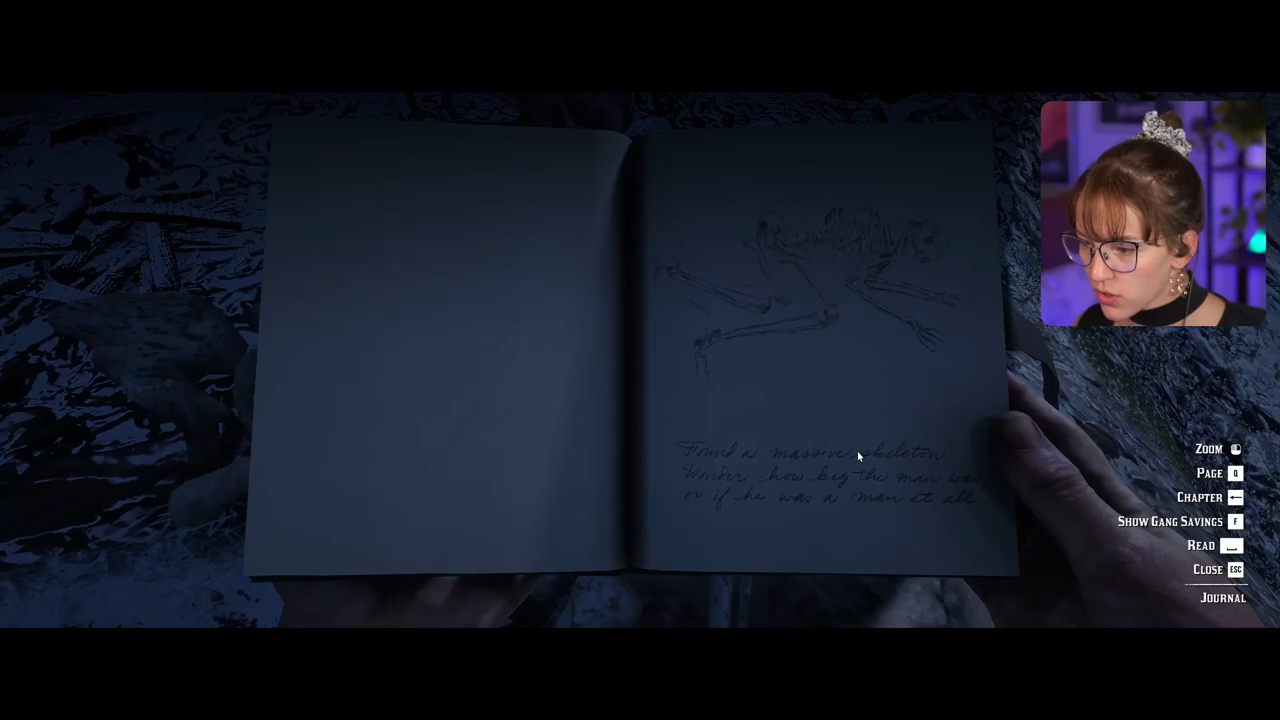 Found a massive skeleton.
Wonder how big the man was
or if he was a man at all.
ZOOM
PAGE Q
CHAPTER
SHOW GANG SAVINGS F
READ
CLOSE ESC
JOURNAL